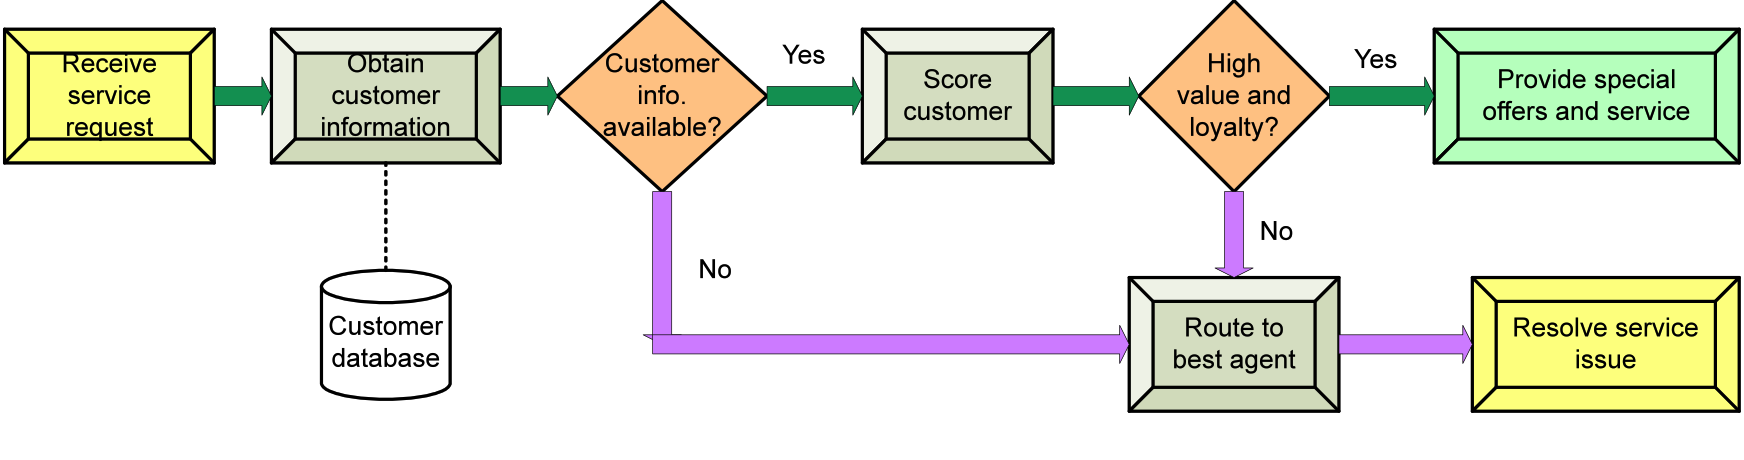 Receive
service
request
Obtain
customer
information
Customer
info.
available?
Yes
Score
customer
High
value and
loyalty?
Yes
Provide special
offers and service
No
No
Customer
database
Route to
best agent
Resolve service
issue